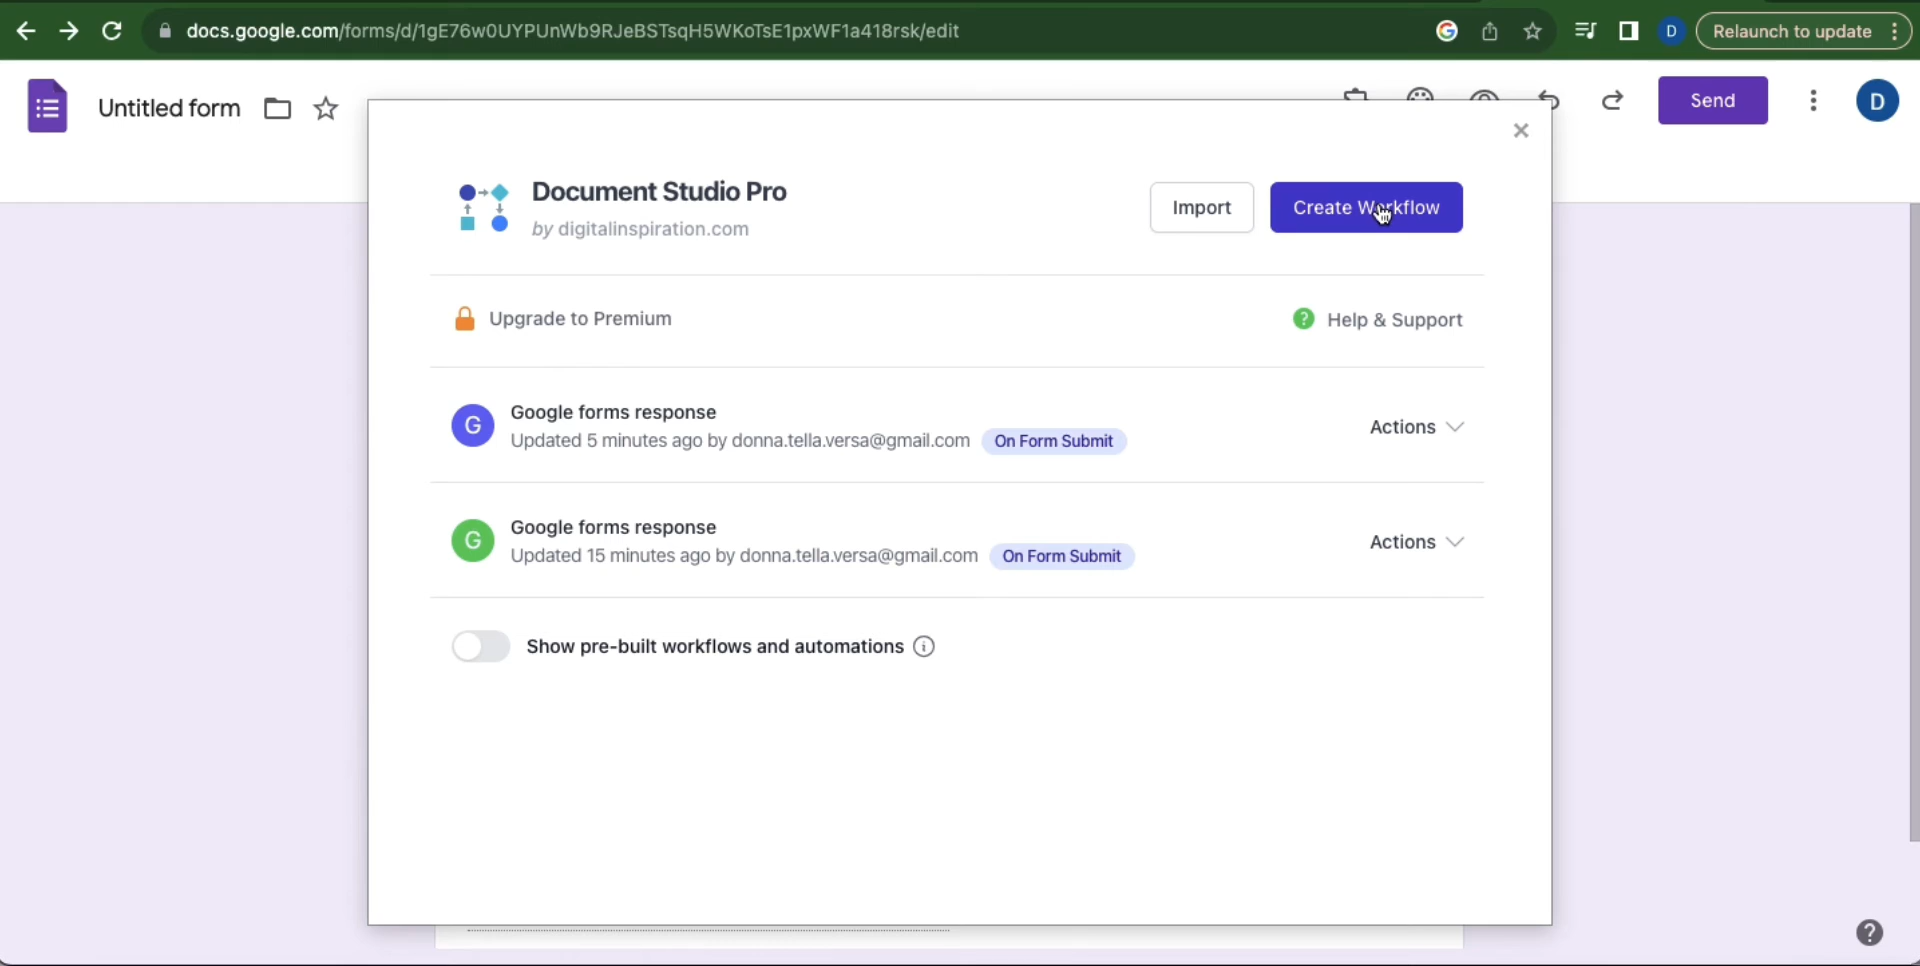 docs.google.com/forms/d/1gE76w0UYPUnWb9RJeBSTsqH5WKoTsE1pxWF1a418rsk/edit
D
Relaunch to update
Untitled form
Send
D
Document Studio Pro
by digitalinspiration.com
Import
Create Workflow
Upgrade to Premium
? Help & Support
G
Google forms response
Updated 5 minutes ago by donna.tella.versa@gmail.com On Form Submit
Actions
G
Google forms response
Updated 15 minutes ago by donna.tella.versa@gmail.com On Form Submit
Actions
Show pre-built workflows and automations